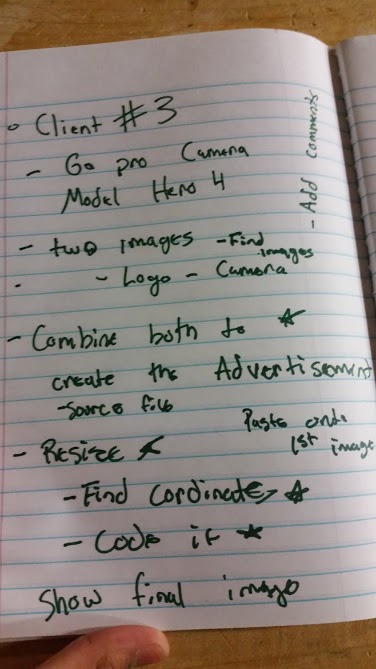 Client #3
- Go pro Camera
Model Hero 4
- Add comments
- two images - Find images
- Logo - Camera
- Combine both to
create the Advertisement
- source file
Paste onto
1st image
- Resize
- Find Cordinates
- Code it
Show final image